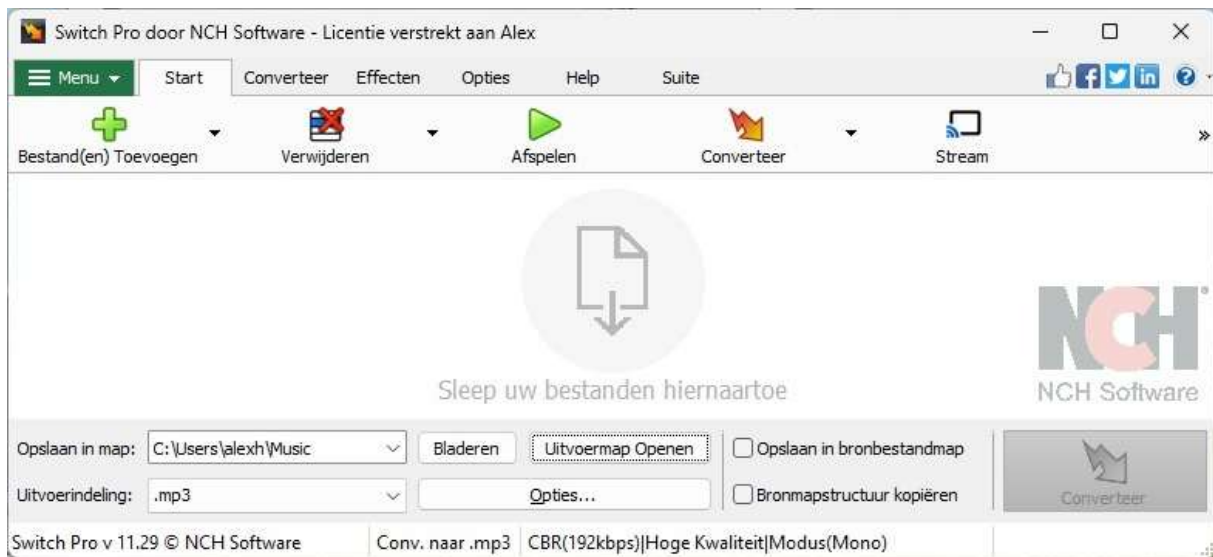 Switch Pro door NCH Software - Licentie verstrekt aan Alex
Menu Start Converteer Effecten Opties Help Suite
Bestand(en) Toevoegen Verwijderen Afspelen Converteer Stream
Sleep uw bestanden hiernaartoe
NCH
NCH Software
Opslaan in map: C:\Users\alexh\Music Bladeren Uitvoermap Openen Opslaan in bronbestandmap
Uitvoerindeling: .mp3 Opties... Bronmapstructuur kopiëren Converteer
Switch Pro v 11.29 © NCH Software Conv. naar .mp3 CBR(192kbps)|Hoge Kwaliteit|Modus(Mono)